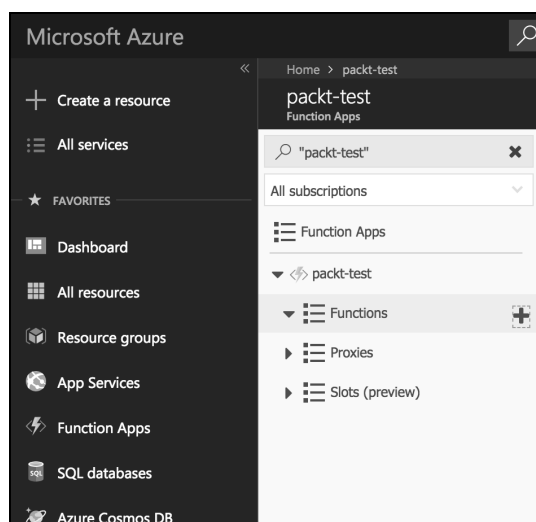 Microsoft Azure
Create a resource
All services
FAVORITES
Dashboard
All resources
Resource groups
App Services
Function Apps
SQL
SQL databases
Azure Cosmos DB
Home > packt-test
packt-test
Function Apps
"packt-test"
All subscriptions
Function Apps
packt-test
Functions
Proxies
Slots (preview)